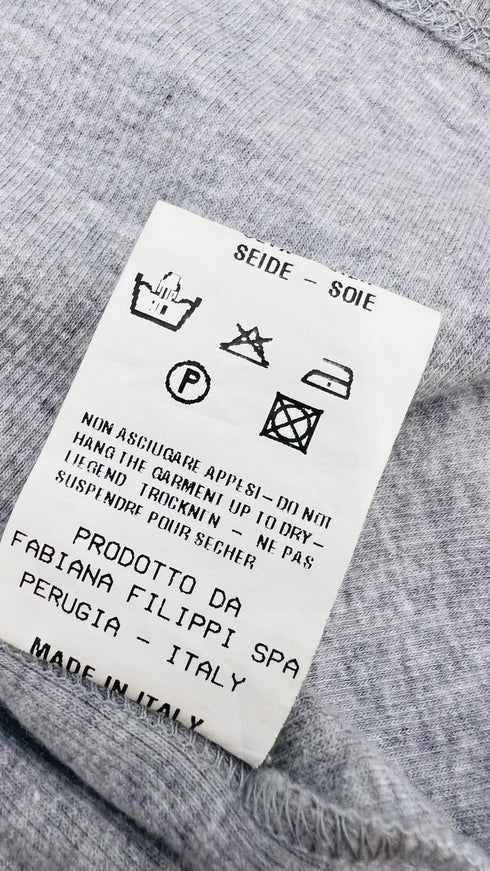 SEIDE - SOIE
P
NON ASCIUGARE APPESI - DO NOT
HANG THE GARMENT UP TO DRY -
LIEGEND TROCKNEN - NE PAS
SUSPENDRE POUR SECHER
PRODOTTO DA
FABIANA FILIPPI SPA
PERUGIA - ITALY
MADE IN ITALY